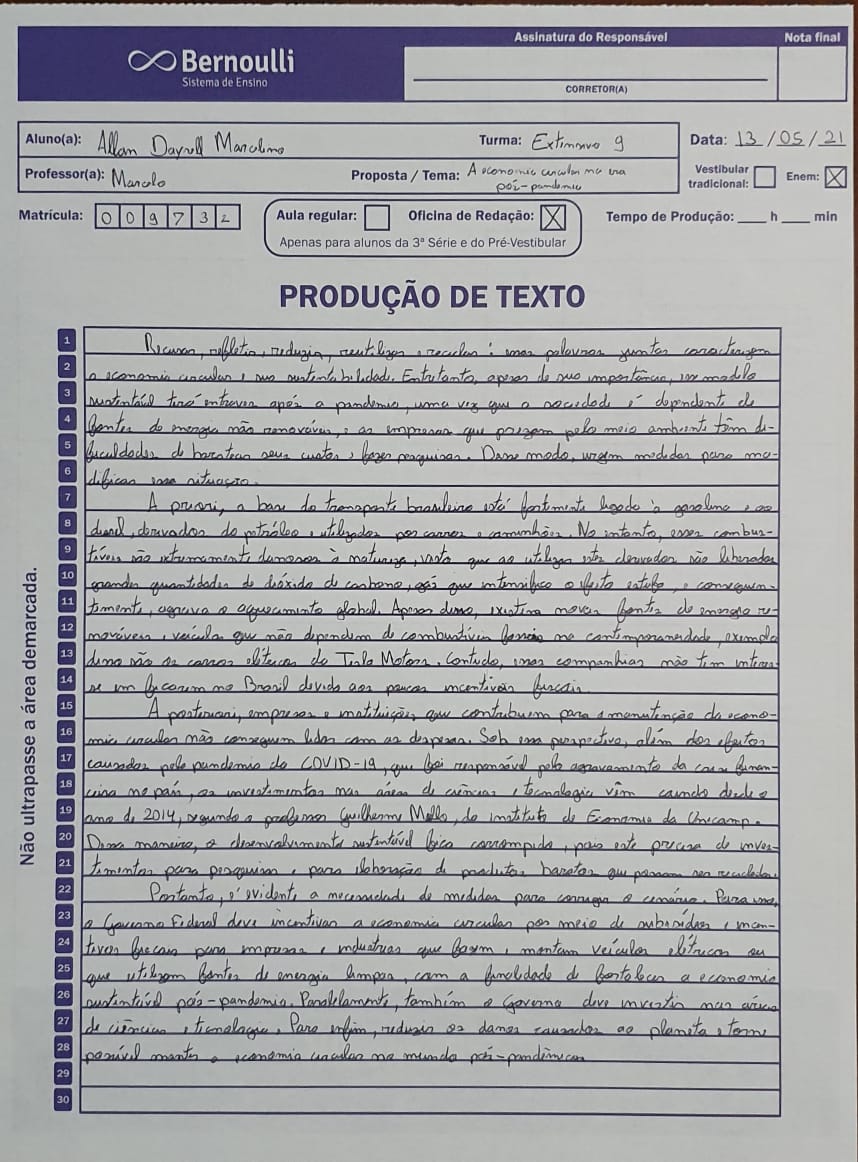 Bernoulli
Sistema de Ensino
Assinatura do Responsável
Nota final
CORRETOR(A)
Aluno(a): Allan Dayrell Marcolino
Turma: Extensivo 9
Data: 13/05/21
Professor(a): Marcelo
Proposta / Tema: A economia circular na era
pós-pandemia
Vestibular
tradicional:
Enem: X
Matrícula: 009732
Aula regular:
Oficina de Redação: X
Apenas para alunos da 3ª Série e do Pré-Vestibular
Tempo de Produção: ____ h ____ min
PRODUÇÃO DE TEXTO
Não ultrapasse a área demarcada.
1 Recusar, refletir, reduzir, reutilizar e reciclar: essas palavras juntas caracterizam
2 a economia circular e sua sustentabilidade. Entretanto, apesar de sua importância, esse modelo
3 sustentável terá entraves após a pandemia, uma vez que a sociedade é dependente de
4 fontes de energia não renováveis, e as empresas que prezam pelo meio ambiente têm di-
5 ficuldades de baratear seus custos e fazer pesquisas. Desse modo, urgem medidas para mo-
6 dificar essa situação.
7 A priori, a base do transporte brasileiro está fortemente ligada à gasolina e ao
8 diesel, derivados do petróleo e utilizados por carros e caminhões. No entanto, esses combus-
9 tíveis são extremamente danosos à natureza, visto que ao utilizar estes derivados são liberadas
10 grandes quantidades de dióxido de carbono, gás que intensifica o efeito estufa, e consequen-
11 temente, agrava o aquecimento global. Apesar disso, existem novas fontes de energia re-
12 nováveis e veículos que não dependem de combustíveis fósseis na contemporaneidade, exemplo
13 disso são os carros elétricos da Tesla Motors. Contudo, essas companhias não tem interes-
14 se em ficarem no Brasil devido aos poucos incentivos fiscais.
15 A posteriori, empresas e instituições que contribuem para a manutenção da econo-
16 mia circular não conseguem lidar com as despesas. Sob essa perspectiva, além dos efeitos
17 causados pela pandemia da COVID-19, que foi responsável pelo agravamento da crise finan-
18 ceira no país, os investimentos nas áreas de ciências e tecnologia vêm caindo desde o
19 ano de 2014, segundo o professor Guilherme Mello, do instituto de Economia da Unicamp.
20 Dessa maneira, o desenvolvimento sustentável fica corrompido, pois este precisa de inves-
21 timentos para pesquisas e para elaboração de produtos baratos que possam ser reciclados.
22 Portanto, é evidente a necessidade de medidas para corrigir o cenário. Para isso,
23 o Governo Federal deve incentivar a economia circular por meio de subsídios e incen-
24 tivos fiscais para empresas e indústrias que fazem e montam veículos elétricos ou
25 que utilizam fontes de energia limpas, com a finalidade de fortalecer a economia
26 sustentável pós-pandemia. Paralelamente, também o Governo deve investir nas áreas
27 de ciências e tecnologia. Para enfim, reduzir os danos causados ao planeta e tornar
28 possível manter a economia circular no mundo pós-pandêmico.
29
30